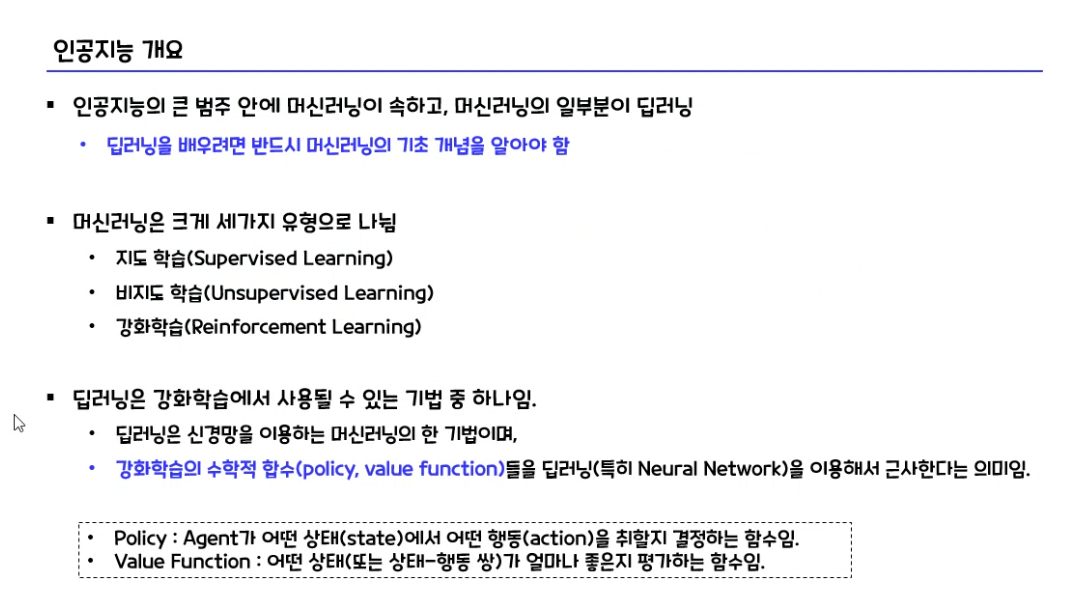 인공지능 개요
▪ 인공지능의 큰 범주 안에 머신러닝이 속하고, 머신러닝의 일부분이 딥러닝
• 딥러닝을 배우려면 반드시 머신러닝의 기초 개념을 알아야 함
▪ 머신러닝은 크게 세가지 유형으로 나뉨
• 지도 학습(Supervised Learning)
• 비지도 학습(Unsupervised Learning)
• 강화학습(Reinforcement Learning)
▪ 딥러닝은 강화학습에서 사용될 수 있는 기법 중 하나임.
• 딥러닝은 신경망을 이용하는 머신러닝의 한 기법이며,
• 강화학습의 수학적 함수(policy, value function)들을 딥러닝(특히 Neural Network)을 이용해서 근사한다는 의미임.
• Policy : Agent가 어떤 상태(state)에서 어떤 행동(action)을 취할지 결정하는 함수임.
• Value Function : 어떤 상태(또는 상태-행동 쌍)가 얼마나 좋은지 평가하는 함수임.